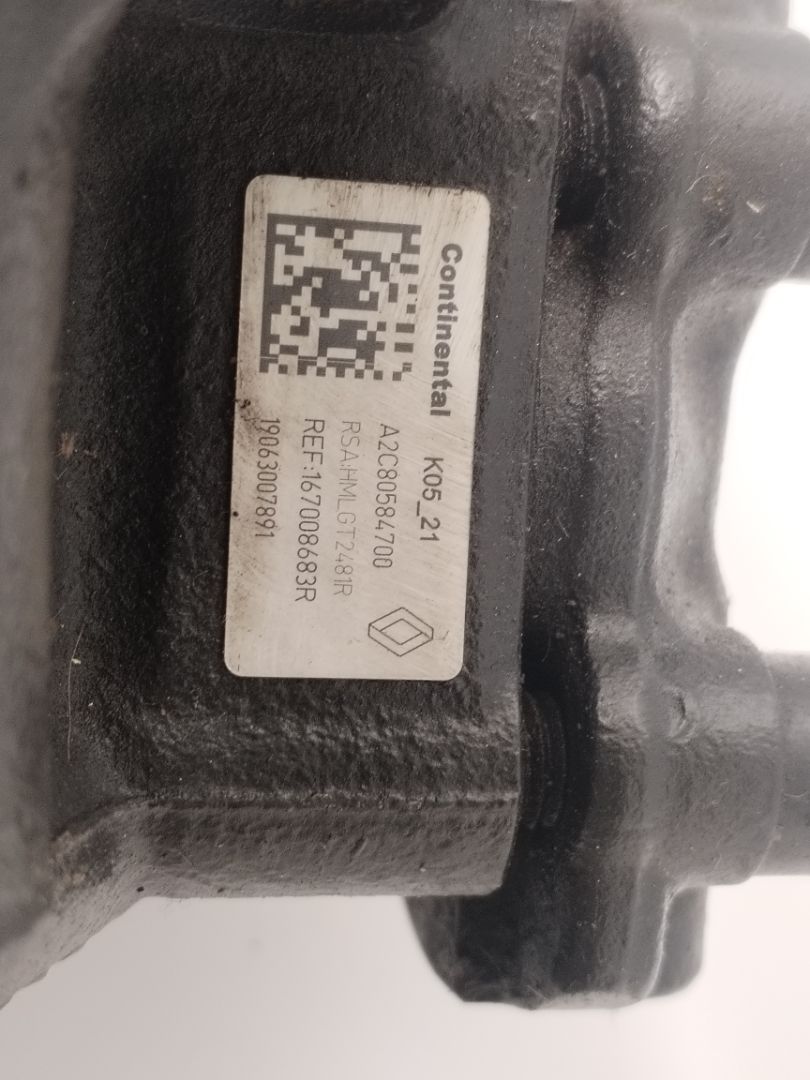 Continental K05_21
A2C80584700
RSA:HMLGT2481R
REF:167008683R
19063007891